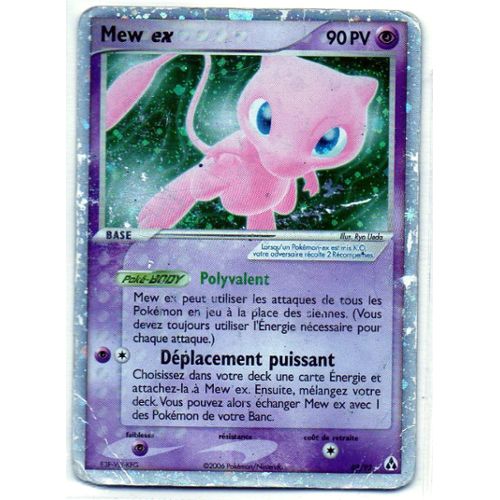 Mew ex
90 PV
BASE
Illus. Ryo Ueda
Lorsqu'un Pokémon-ex est mis K.O.,
votre adversaire récolte 2 Récompenses.
Poké-BODY Polyvalent
Mew ex peut utiliser les attaques de tous les
Pokémon en jeu à la place des siennes. (Vous
devez toujours utiliser l'Énergie nécessaire pour
chaque attaque.)
Déplacement puissant
Choisissez dans votre deck une carte Énergie et
attachez-la à Mew ex. Ensuite, mélangez votre
deck. Vous pouvez alors échanger Mew ex avec 1
des Pokémon de votre Banc.
faiblesse
résistance
coût de retraite
©2006 Pokémon/Nintendo.